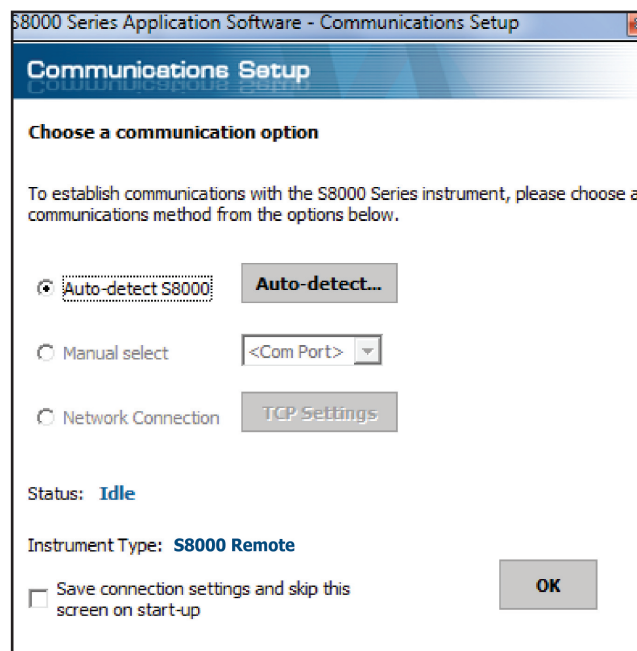 S8000 Series Application Software - Communications Setup
Communications Setup
Choose a communication option
To establish communications with the S8000 Series instrument, please choose a
communications method from the options below.
Auto-detect S8000 Auto-detect...
Manual select <Com Port>
Network Connection TCP Settings
Status: Idle
Instrument Type: S8000 Remote
Save connection settings and skip this
screen on start-up
OK